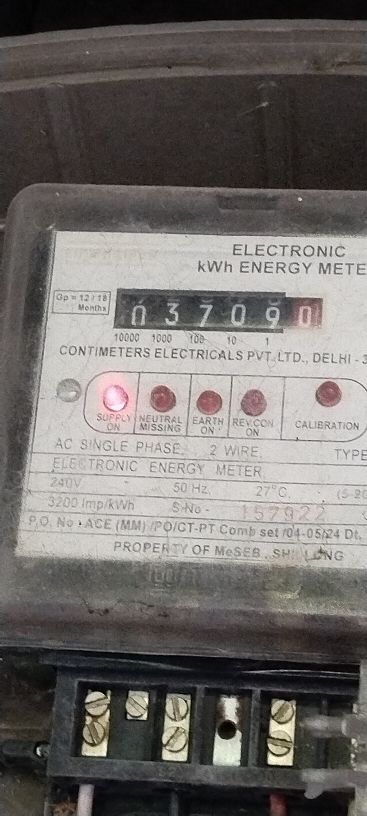 ELECTRONIC
kWh ENERGY METE
Gp = 12 / 18
Months
0 3 7 0 9 0
10000 1000 100 10 1
CONTIMETERS ELECTRICALS PVT. LTD., DELHI - 3
SUPPLY ON
NEUTRAL MISSING
EARTH ON
REV.CON ON
CALIBRATION
AC SINGLE PHASE, 2 WIRE, TYPE
ELECTRONIC ENERGY METER
240V 50 Hz, 27°C, (5-20
3200 Imp/kWh S-No - 157922
P.O. No - ACE (MM) /PO/CT-PT Comb set /04-05/24 Dt.
PROPERTY OF MeSEB, SHILLONG